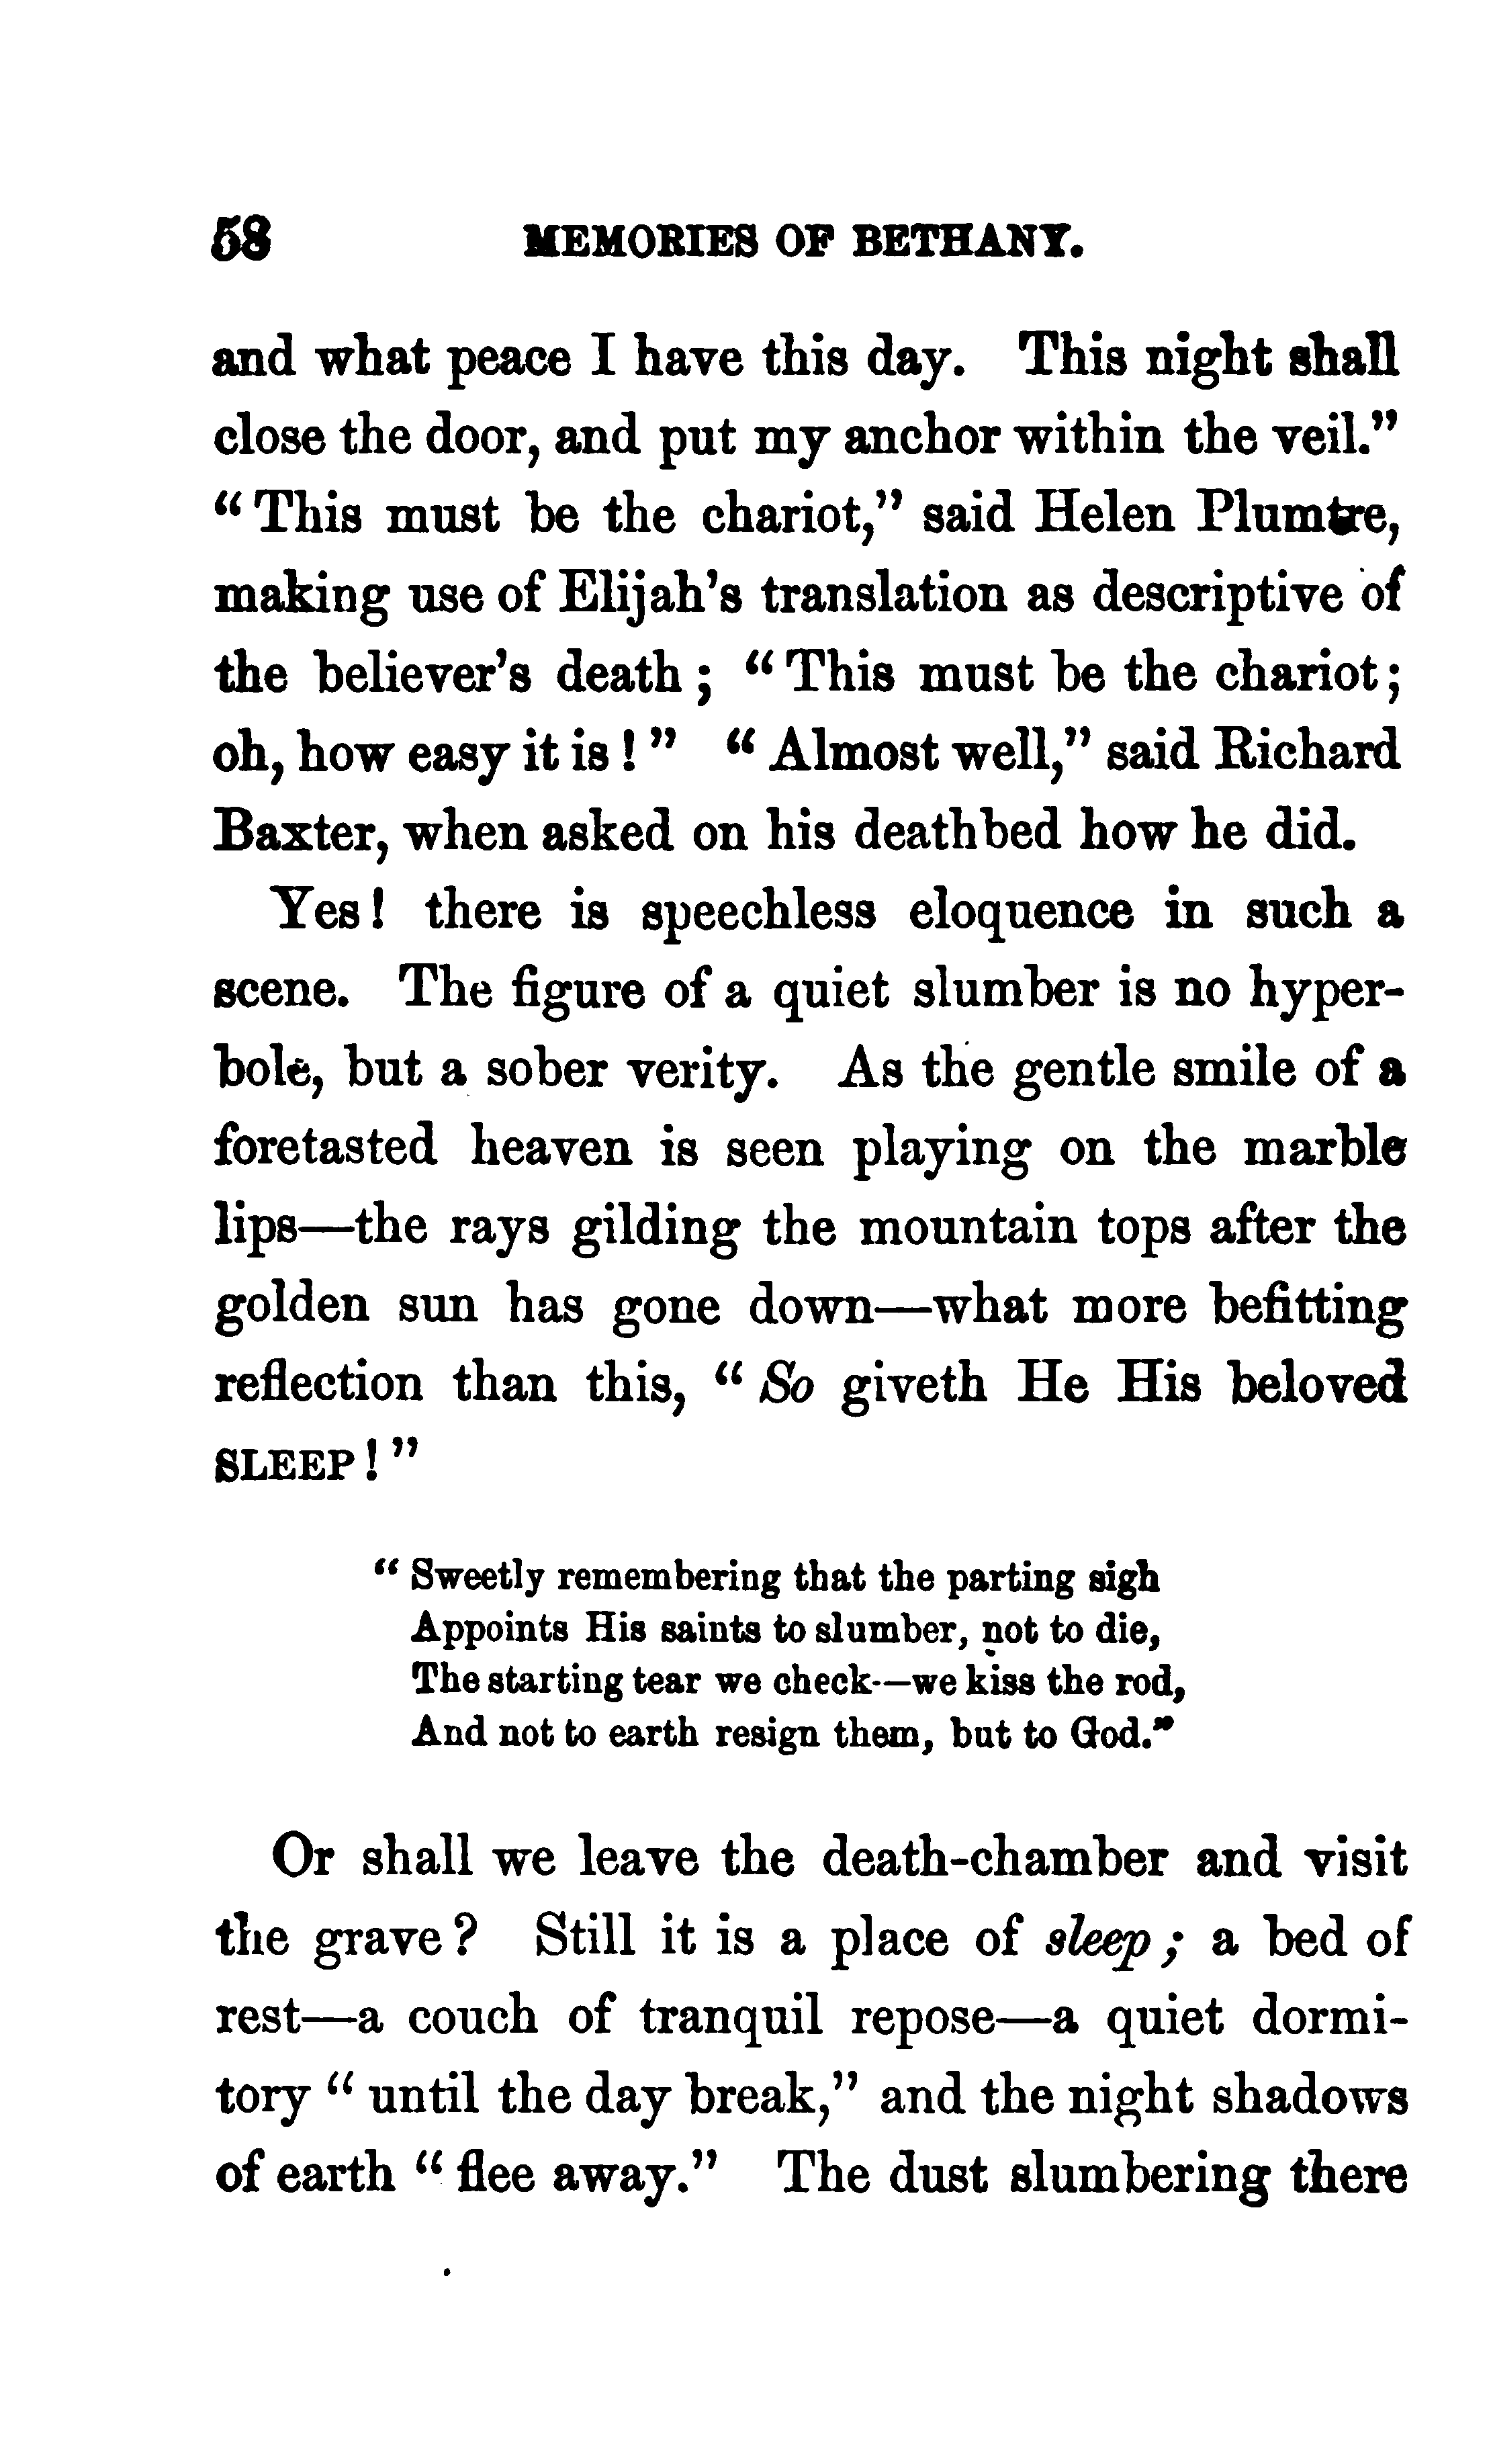 58 MEMORIES OF BETHANY.
and what peace I have this day. This night shall
close the door, and put my anchor within the veil."
"This must be the chariot," said Helen Plumtre,
making use of Elijah's translation as descriptive of
the believer's death; "This must be the chariot;
oh, how easy it is!" "Almost well," said Richard
Baxter, when asked on his deathbed how he did.
Yes! there is speechless eloquence in such a
scene. The figure of a quiet slumber is no hyper-
bole, but a sober verity. As the gentle smile of a
foretasted heaven is seen playing on the marble
lips—the rays gilding the mountain tops after the
golden sun has gone down—what more befitting
reflection than this, "So giveth He His beloved
SLEEP!"
"Sweetly remembering that the parting sigh
Appoints His saints to slumber, not to die,
The starting tear we check—we kiss the rod,
And not to earth resign them, but to God."
Or shall we leave the death-chamber and visit
the grave? Still it is a place of sleep; a bed of
rest—a couch of tranquil repose—a quiet dormi-
tory "until the day break," and the night shadows
of earth "flee away." The dust slumbering there